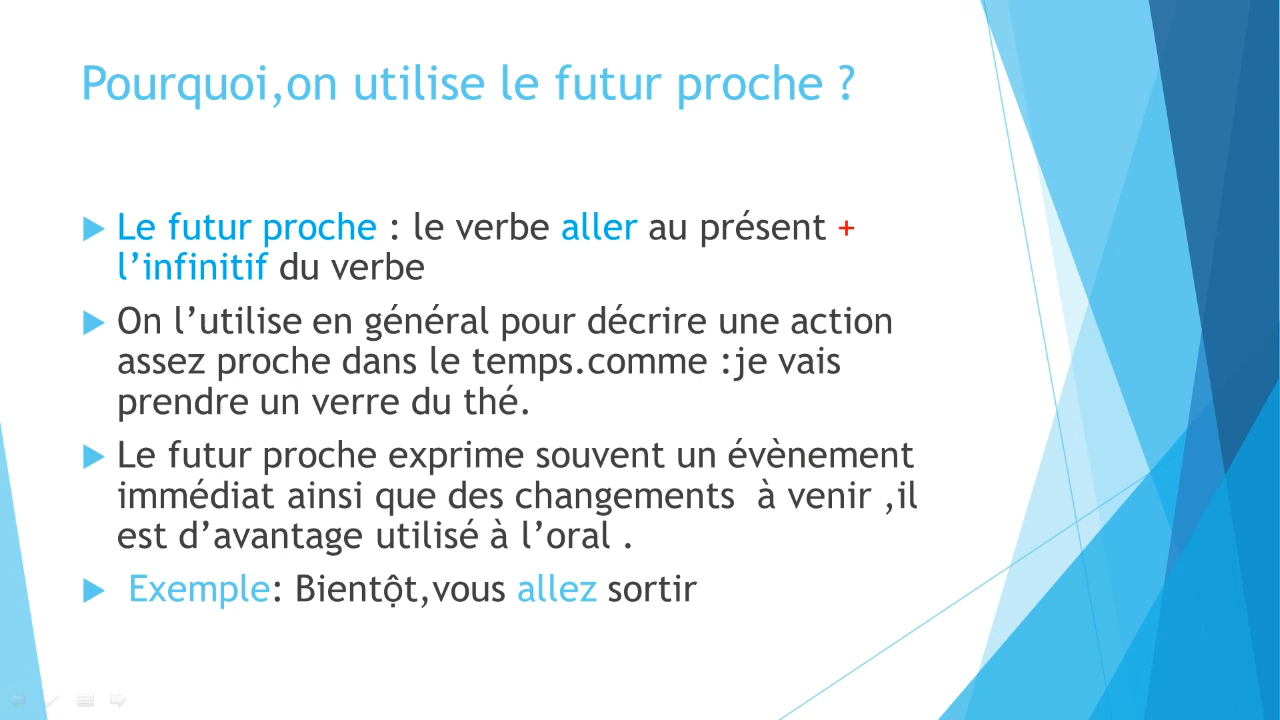 Pourquoi,on utilise le futur proche ?
Le futur proche : le verbe aller au présent +
l’infinitif du verbe
On l’utilise en général pour décrire une action
assez proche dans le temps.comme :je vais
prendre un verre du thé.
Le futur proche exprime souvent un évènement
immédiat ainsi que des changements à venir ,il
est d’avantage utilisé à l’oral .
Exemple: Bientột,vous allez sortir